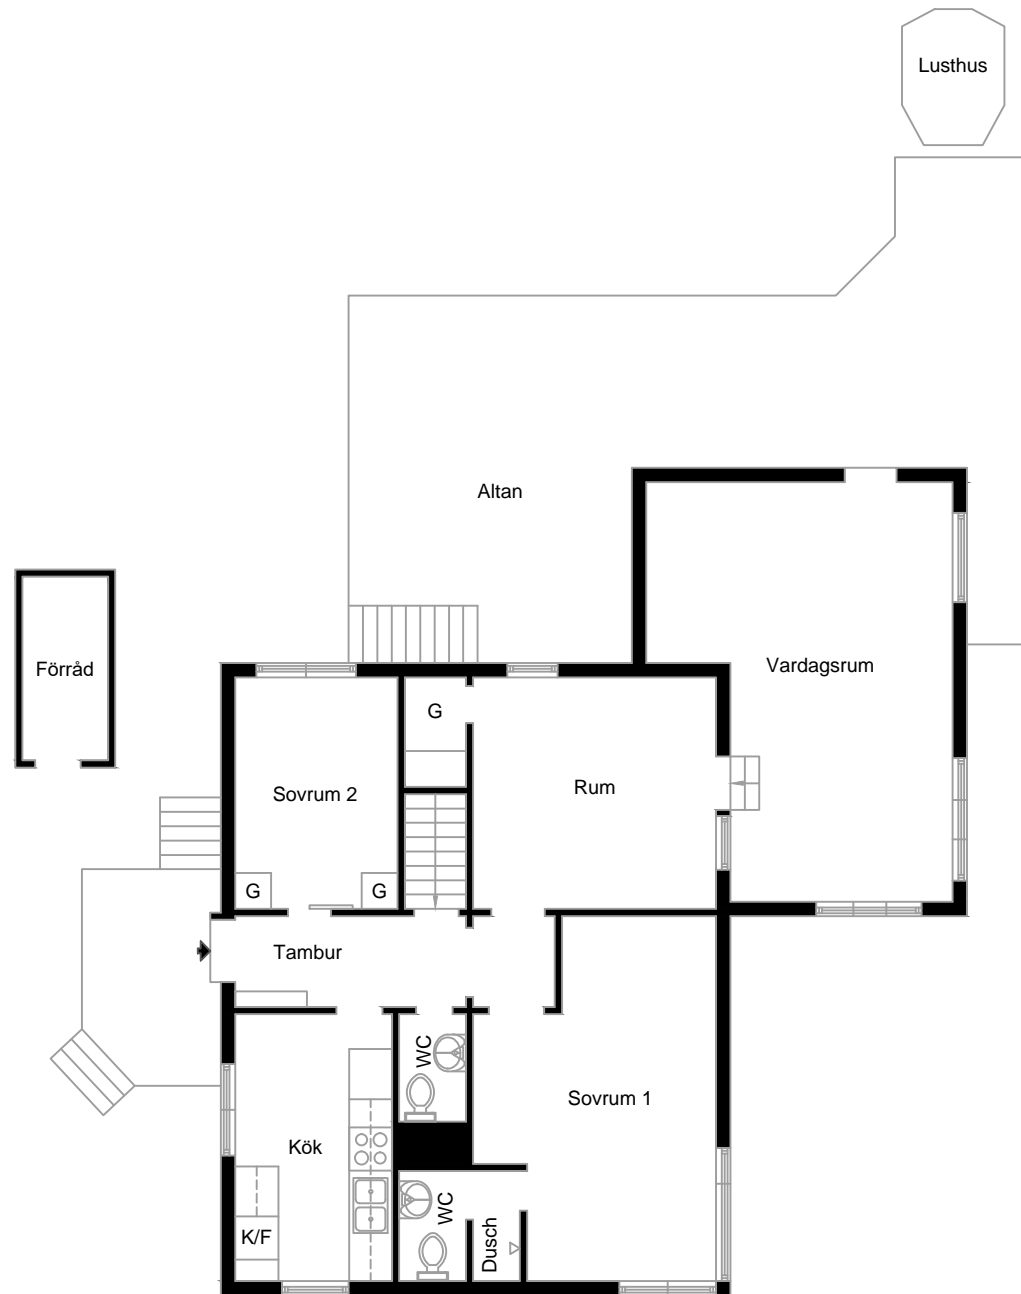 Lusthus
Altan
Förråd
Vardagsrum
G
Rum
Sovrum 2
G
G
Tambur
WC
Sovrum 1
Kök
WC
K/F
Dusch